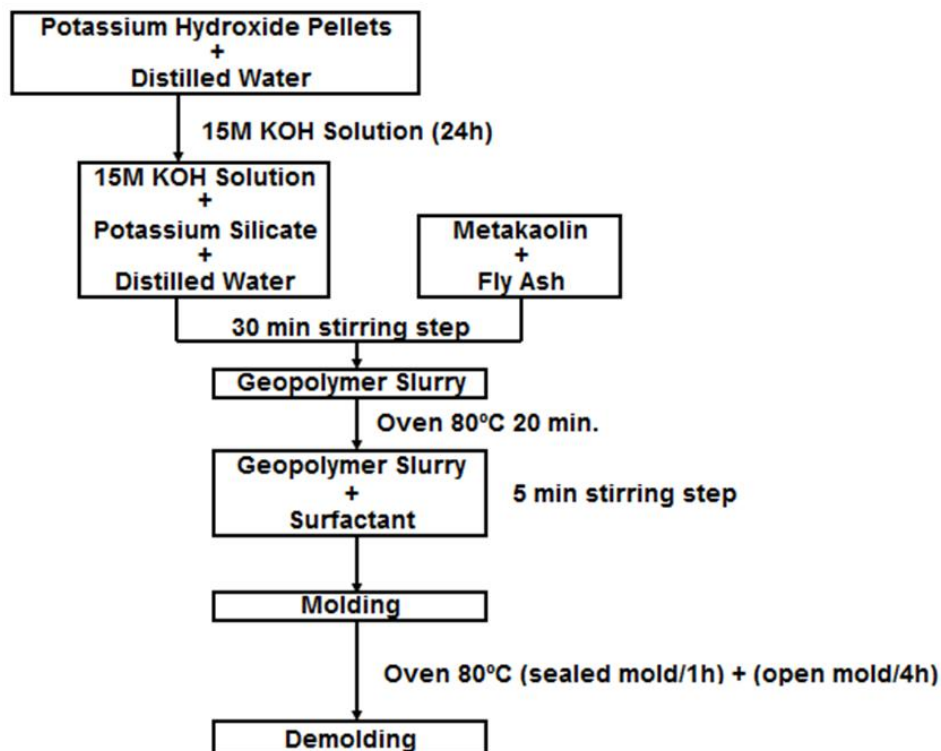 Potassium Hydroxide Pellets
+
Distilled Water
15M KOH Solution (24h)
15M KOH Solution
+
Potassium Silicate
+
Distilled Water
Metakaolin
+
Fly Ash
30 min stirring step
Geopolymer Slurry
Oven 80ºC 20 min.
Geopolymer Slurry
+
Surfactant
5 min stirring step
Molding
Oven 80ºC (sealed mold/1h) + (open mold/4h)
Demolding